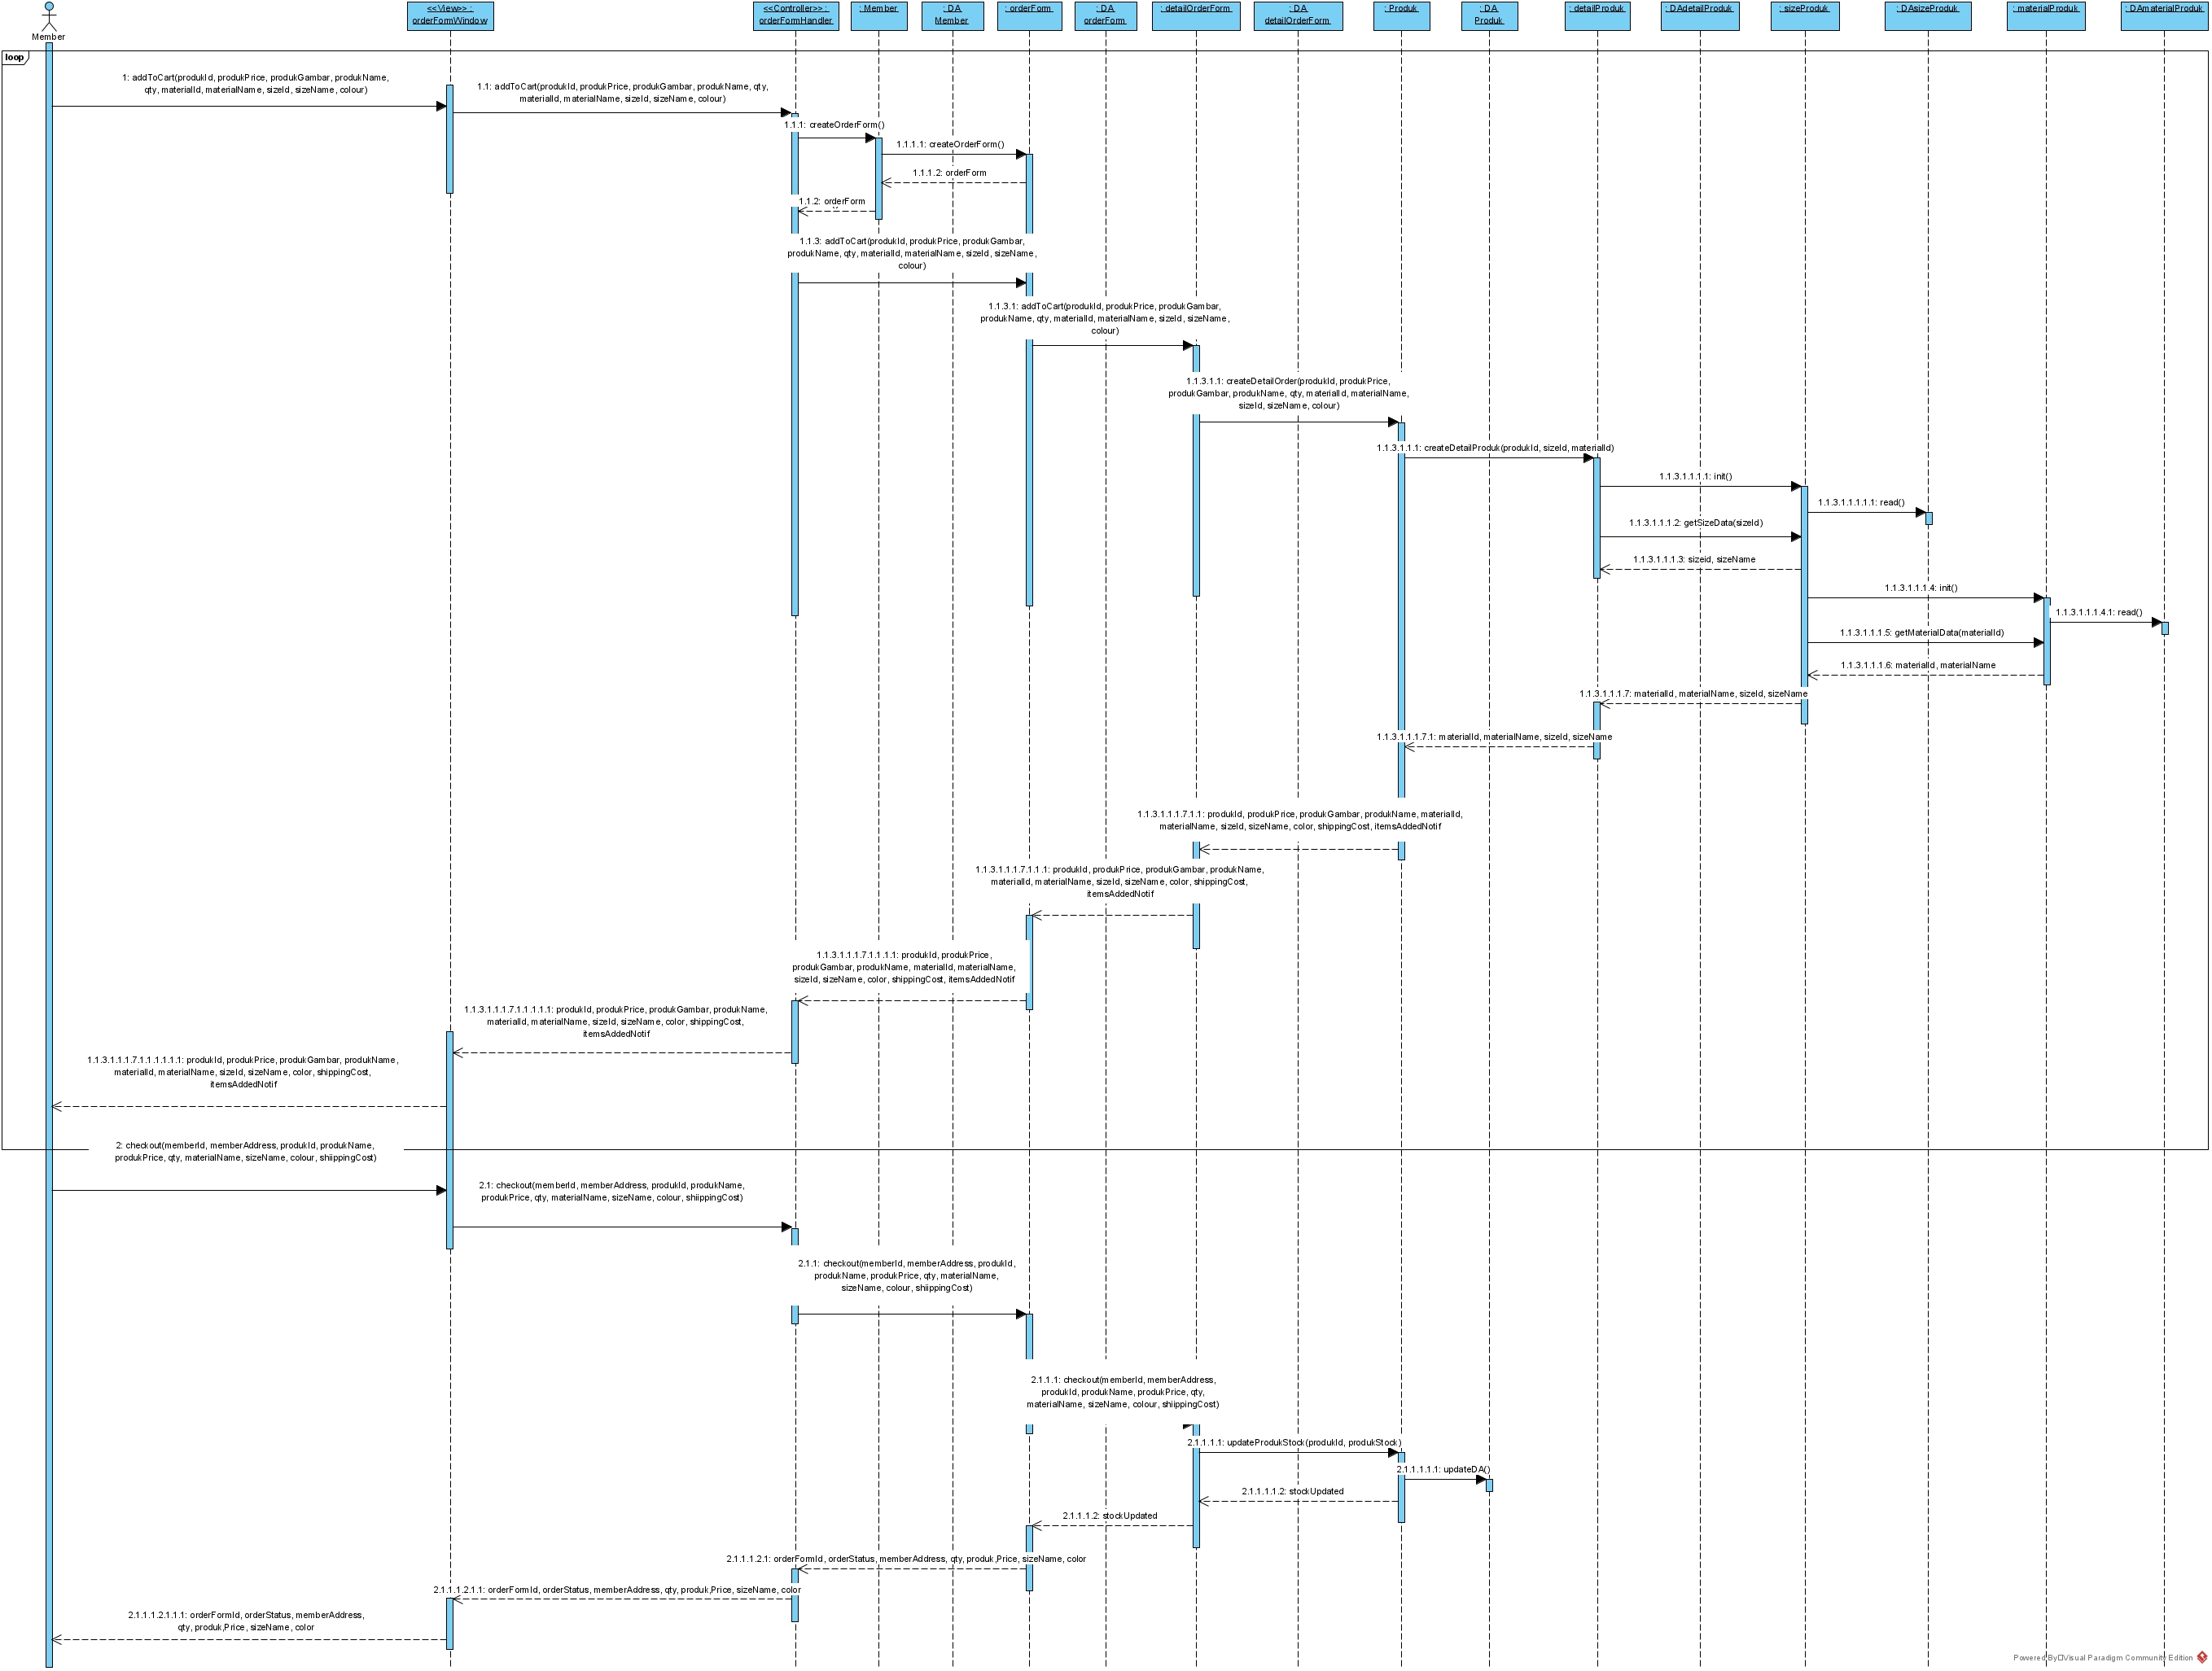 <<View>> :
orderFormWindow
<<Controller>> :
orderFormHandler
: Member
: DA
Member
: orderForm
: DA
orderForm
: detailOrderForm
: DA
detailOrderForm
: Produk
: DA
Produk
: detailProduk
: DAdetailProduk
: sizeProduk
: DAsizeProduk
: materialProduk
: DAmaterialProduk
Member
loop
1: addToCart(produkId, produkPrice, produkGambar, produkName,
qty, materialId, materialName, sizeId, sizeName, colour)
1.1: addToCart(produkId, produkPrice, produkGambar, produkName, qty,
materialId, materialName, sizeId, sizeName, colour)
1.1.1: createOrderForm()
1.1.1.1: createOrderForm()
1.1.1.2: orderForm
1.1.2: orderForm
1.1.3: addToCart(produkId, produkPrice, produkGambar,
produkName, qty, materialId, materialName, sizeId, sizeName,
colour)
1.1.3.1: addToCart(produkId, produkPrice, produkGambar,
produkName, qty, materialId, materialName, sizeId, sizeName,
colour)
1.1.3.1.1: createDetailOrder(produkId, produkPrice,
produkGambar, produkName, qty, materialId, materialName,
sizeId, sizeName, colour)
1.1.3.1.1.1: createDetailProduk(produkId, sizeId, materialId)
1.1.3.1.1.1.1: init()
1.1.3.1.1.1.1.1: read()
1.1.3.1.1.1.2: getSizeData(sizeId)
1.1.3.1.1.1.3: sizeid, sizeName
1.1.3.1.1.1.4: init()
1.1.3.1.1.1.4.1: read()
1.1.3.1.1.1.5: getMaterialData(materialId)
1.1.3.1.1.1.6: materialId, materialName
1.1.3.1.1.1.7: materialId, materialName, sizeId, sizeName
1.1.3.1.1.1.7.1: materialId, materialName, sizeId, sizeName
1.1.3.1.1.1.7.1.1: produkId, produkPrice, produkGambar, produkName, materialId,
materialName, sizeId, sizeName, color, shippingCost, itemsAddedNotif
1.1.3.1.1.1.7.1.1.1: produkId, produkPrice, produkGambar, produkName,
materialId, materialName, sizeId, sizeName, color, shippingCost,
itemsAddedNotif
1.1.3.1.1.1.7.1.1.1.1: produkId, produkPrice,
produkGambar, produkName, materialId, materialName,
sizeId, sizeName, color, shippingCost, itemsAddedNotif
1.1.3.1.1.1.7.1.1.1.1.1: produkId, produkPrice, produkGambar, produkName,
materialId, materialName, sizeId, sizeName, color, shippingCost,
itemsAddedNotif
1.1.3.1.1.1.7.1.1.1.1.1.1: produkId, produkPrice, produkGambar, produkName,
materialId, materialName, sizeId, sizeName, color, shippingCost,
itemsAddedNotif
2: checkout(memberId, memberAddress, produkId, produkName,
produkPrice, qty, materialName, sizeName, colour, shiippingCost)
2.1: checkout(memberId, memberAddress, produkId, produkName,
produkPrice, qty, materialName, sizeName, colour, shiippingCost)
2.1.1: checkout(memberId, memberAddress, produkId,
produkName, produkPrice, qty, materialName,
sizeName, colour, shiippingCost)
2.1.1.1: checkout(memberId, memberAddress,
produkId, produkName, produkPrice, qty,
materialName, sizeName, colour, shiippingCost)
2.1.1.1.1: updateProdukStock(produkId, produkStock)
2.1.1.1.1.1: updateDA()
2.1.1.1.1.2: stockUpdated
2.1.1.1.2: stockUpdated
2.1.1.1.2.1: orderFormId, orderStatus, memberAddress, qty, produk,Price, sizeName, color
2.1.1.1.2.1.1: orderFormId, orderStatus, memberAddress, qty, produk,Price, sizeName, color
2.1.1.1.2.1.1.1: orderFormId, orderStatus, memberAddress,
qty, produk,Price, sizeName, color
Powered By Visual Paradigm Community Edition